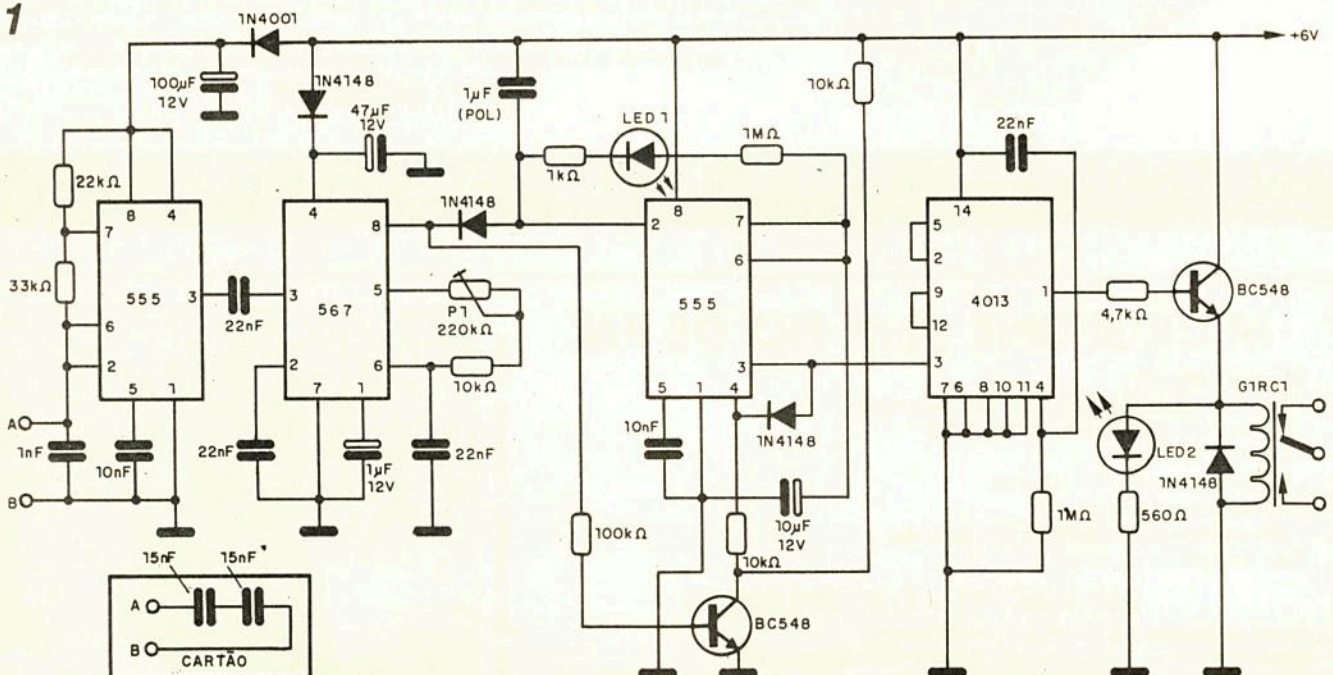 1
1N4001
+6V
100µF
12V
1N4148
47µF
12V
1µF
(POL)
LED 1
1kΩ
1MΩ
10kΩ
22nF
22kΩ
33kΩ
8
4
7
6
2
3
5
1
555
22nF
4
8
3
5
6
2
7
1
567
1N4148
P1
220kΩ
10kΩ
2
8
7
6
3
5
1
4
555
14
5
2
9
12
3
1
7
6
8
10
11
4
4013
4,7kΩ
BC548
A
1nF
10nF
B
22nF
1µF
12V
22nF
10nF
1N4148
10µF
12V
100kΩ
10kΩ
BC548
1MΩ
LED2
560Ω
1N4148
G1RC1
15nF
15nF
A
B
CARTÃO